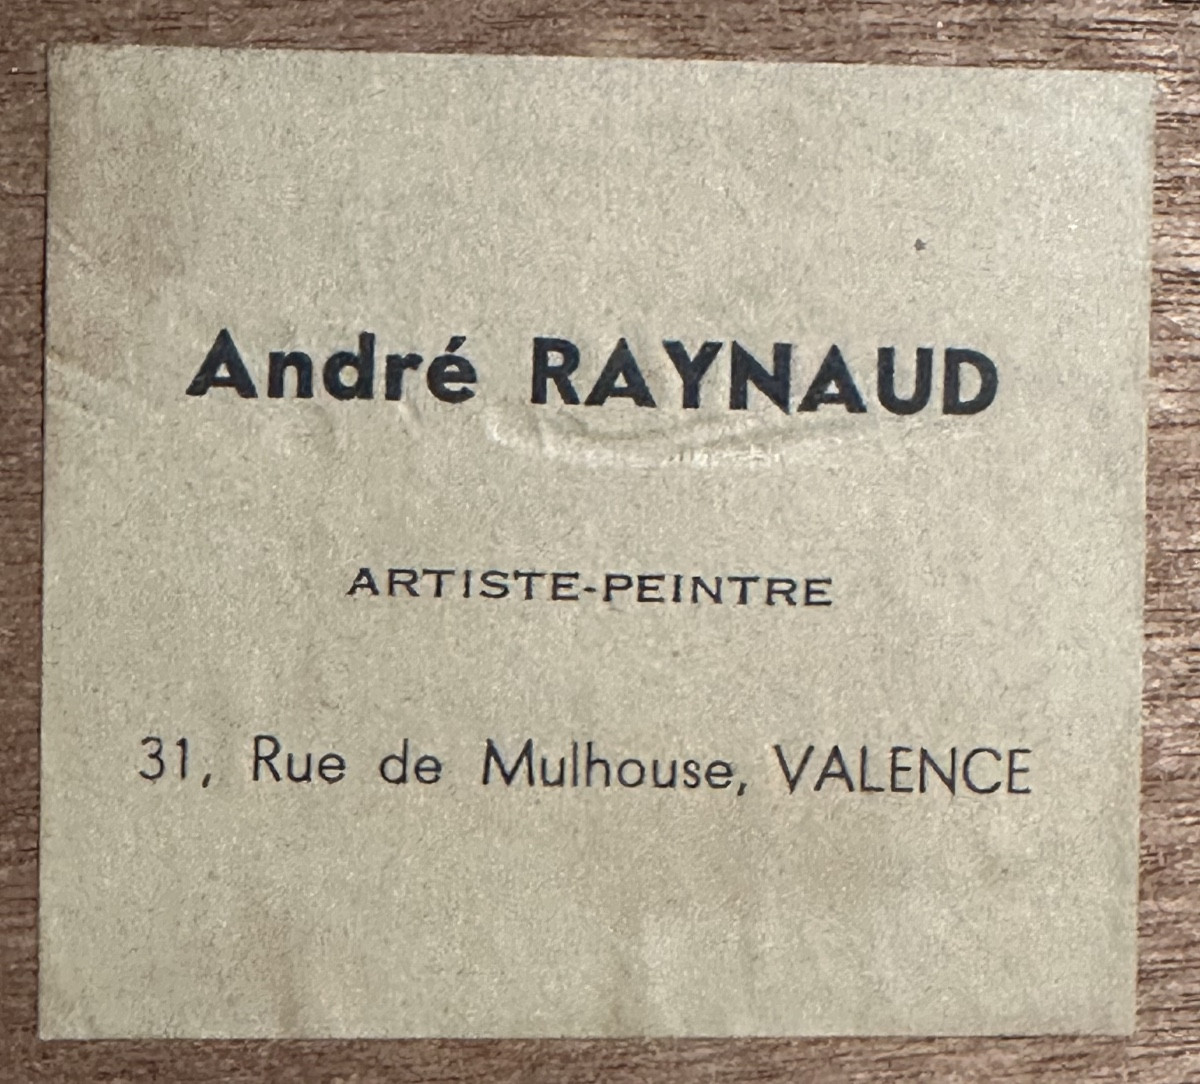 André RAYNAUD
ARTISTE-PEINTRE
31, Rue de Mulhouse, VALENCE